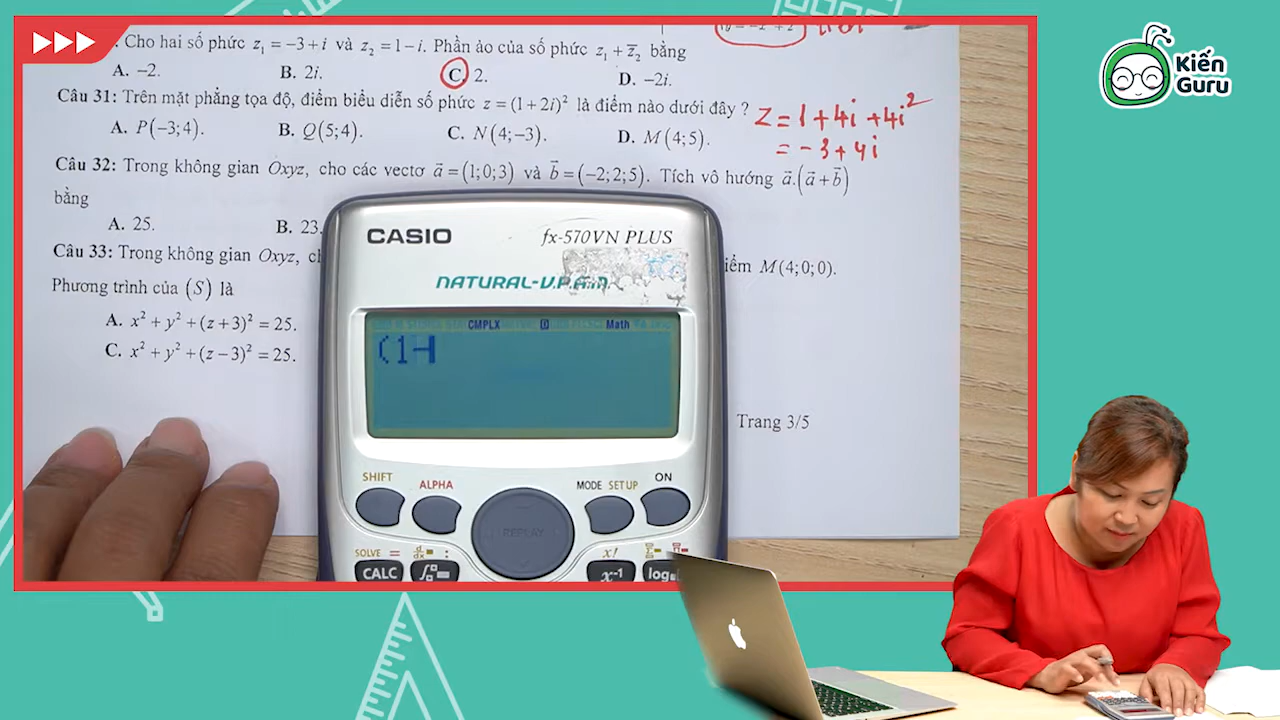 . Cho hai số phức z₁ = −3 + i và z₂ = 1 − i. Phần ảo của số phức z₁ + z̄₂ bằng
A. −2. B. 2i. C. 2. D. −2i.
Câu 31: Trên mặt phẳng tọa độ, điểm biểu diễn số phức z = (1 + 2i)² là điểm nào dưới đây ?
A. P(−3;4). B. Q(5;4). C. N(4;−3). D. M(4;5).
z = 1 + 4i + 4i²
= −3 + 4i
Câu 32: Trong không gian Oxyz, cho các vectơ a⃗ = (1;0;3) và b⃗ = (−2;2;5). Tích vô hướng a⃗.(a⃗ + b⃗)
bằng
A. 25. B. 23.
Câu 33: Trong không gian Oxyz, M(4;0;0).
Phương trình của (S) là
A. x² + y² + (z + 3)² = 25.
C. x² + y² + (z − 3)² = 25.
Trang 3/5
CASIO fx-570VN PLUS
NATURAL-V.P.A.M.
CMPLX D Math
(1−
SHIFT ALPHA MODE SETUP ON
REPLAY
SOLVE = d/dx : x!
CALC x⁻¹ log
Kiến
Guru